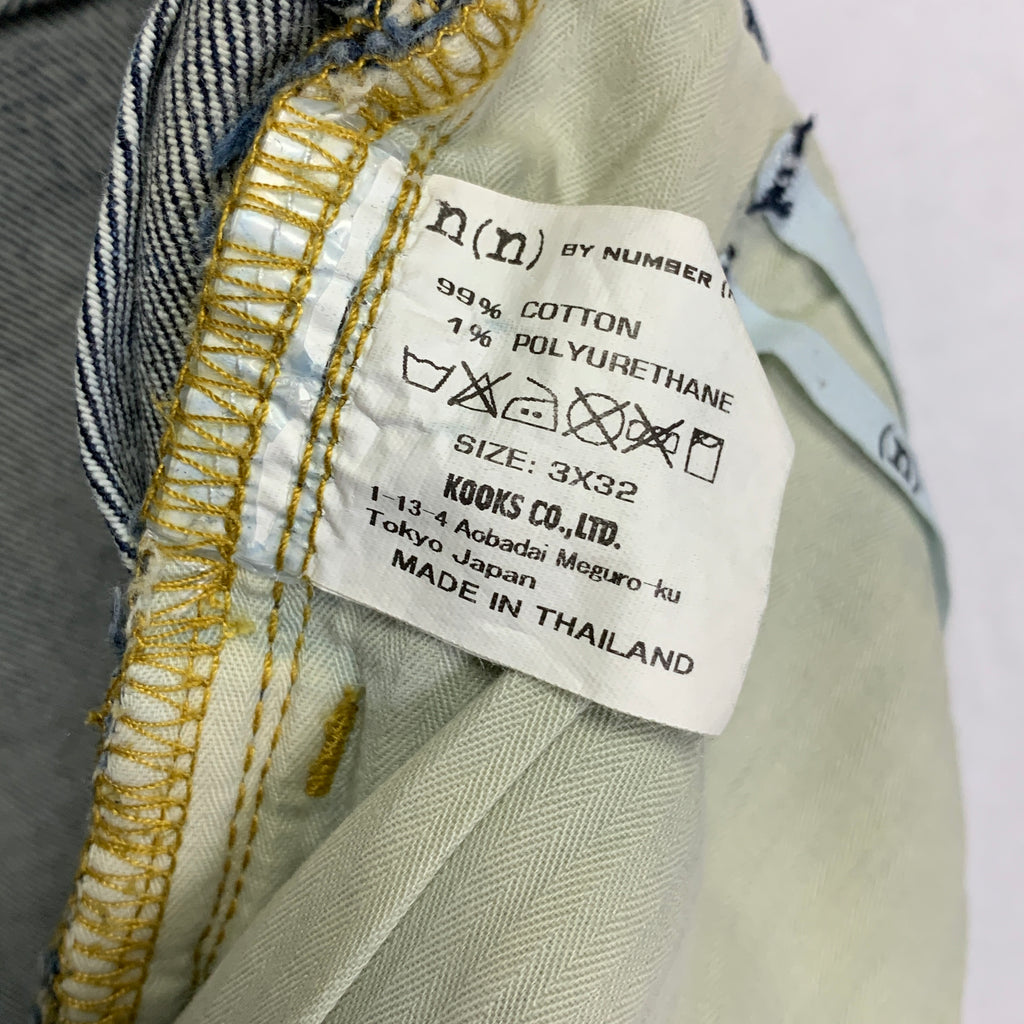 n(n) BY NUMBER (
99% COTTON
1% POLYURETHANE
SIZE: 3X32
KOOKS CO.,LTD.
1-13-4 Aobadai Meguro-ku
Tokyo Japan
MADE IN THAILAND
(n)